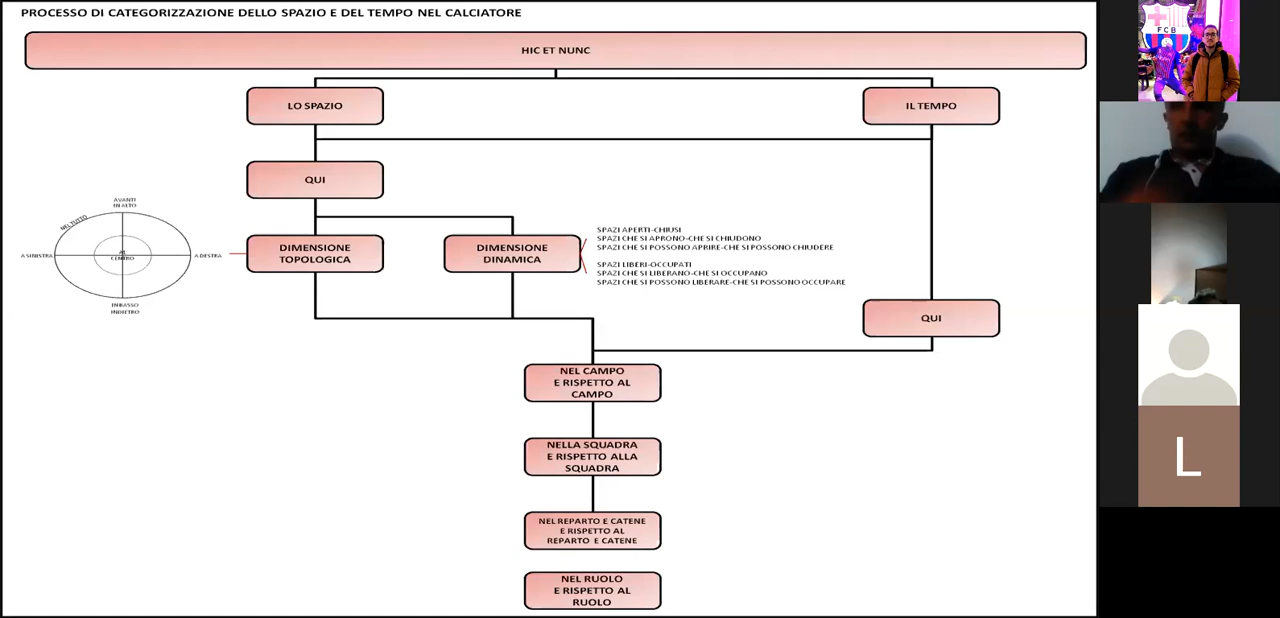 PROCESSO DI CATEGORIZZAZIONE DELLO SPAZIO E DEL TEMPO NEL CALCIATORE
HIC ET NUNC
LO SPAZIO
IL TEMPO
QUI
AVANTI
IN ALTO
NEL TUTTO
A SINISTRA
AL
CENTRO
A DESTRA
IN BASSO
INDIETRO
DIMENSIONE
TOPOLOGICA
DIMENSIONE
DINAMICA
SPAZI APERTI-CHIUSI
SPAZI CHE SI APRONO-CHE SI CHIUDONO
SPAZI CHE SI POSSONO APRIRE-CHE SI POSSONO CHIUDERE
SPAZI LIBERI-OCCUPATI
SPAZI CHE SI LIBERANO-CHE SI OCCUPANO
SPAZI CHE SI POSSONO LIBERARE-CHE SI POSSONO OCCUPARE
QUI
NEL CAMPO
E RISPETTO AL
CAMPO
NELLA SQUADRA
E RISPETTO ALLA
SQUADRA
NEL REPARTO E CATENE
E RISPETTO AL
REPARTO E CATENE
NEL RUOLO
E RISPETTO AL
RUOLO
FCB
L